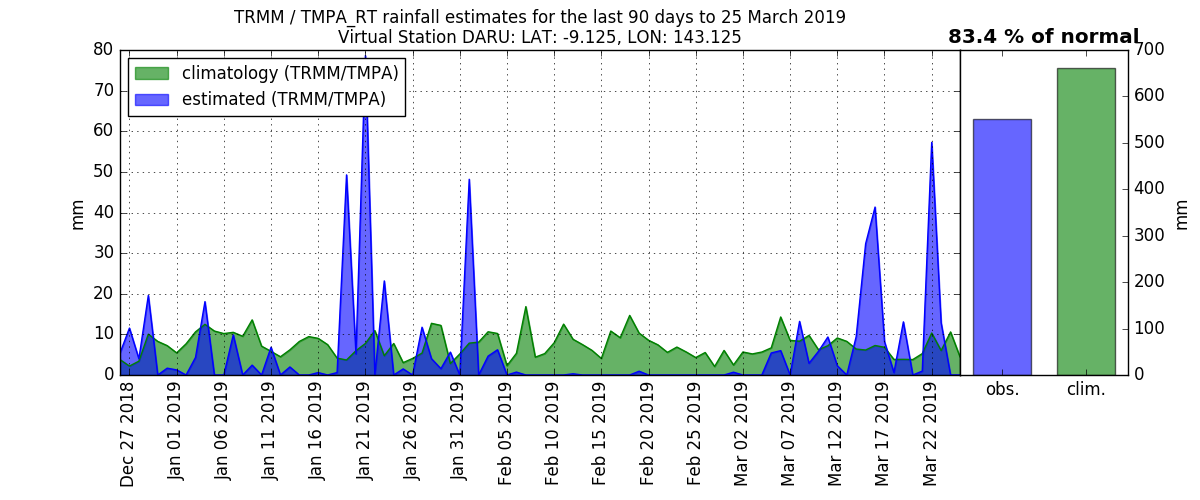 TRMM / TMPA_RT rainfall estimates for the last 90 days to 25 March 2019
Virtual Station DARU: LAT: -9.125, LON: 143.125
83.4 % of normal
climatology (TRMM/TMPA)
estimated (TRMM/TMPA)
mm
80
70
60
50
40
30
20
10
0
Dec 27 2018
Jan 01 2019
Jan 06 2019
Jan 11 2019
Jan 16 2019
Jan 21 2019
Jan 26 2019
Jan 31 2019
Feb 05 2019
Feb 10 2019
Feb 15 2019
Feb 20 2019
Feb 25 2019
Mar 02 2019
Mar 07 2019
Mar 12 2019
Mar 17 2019
Mar 22 2019
obs.
clim.
700
600
500
400
300
200
100
0
mm